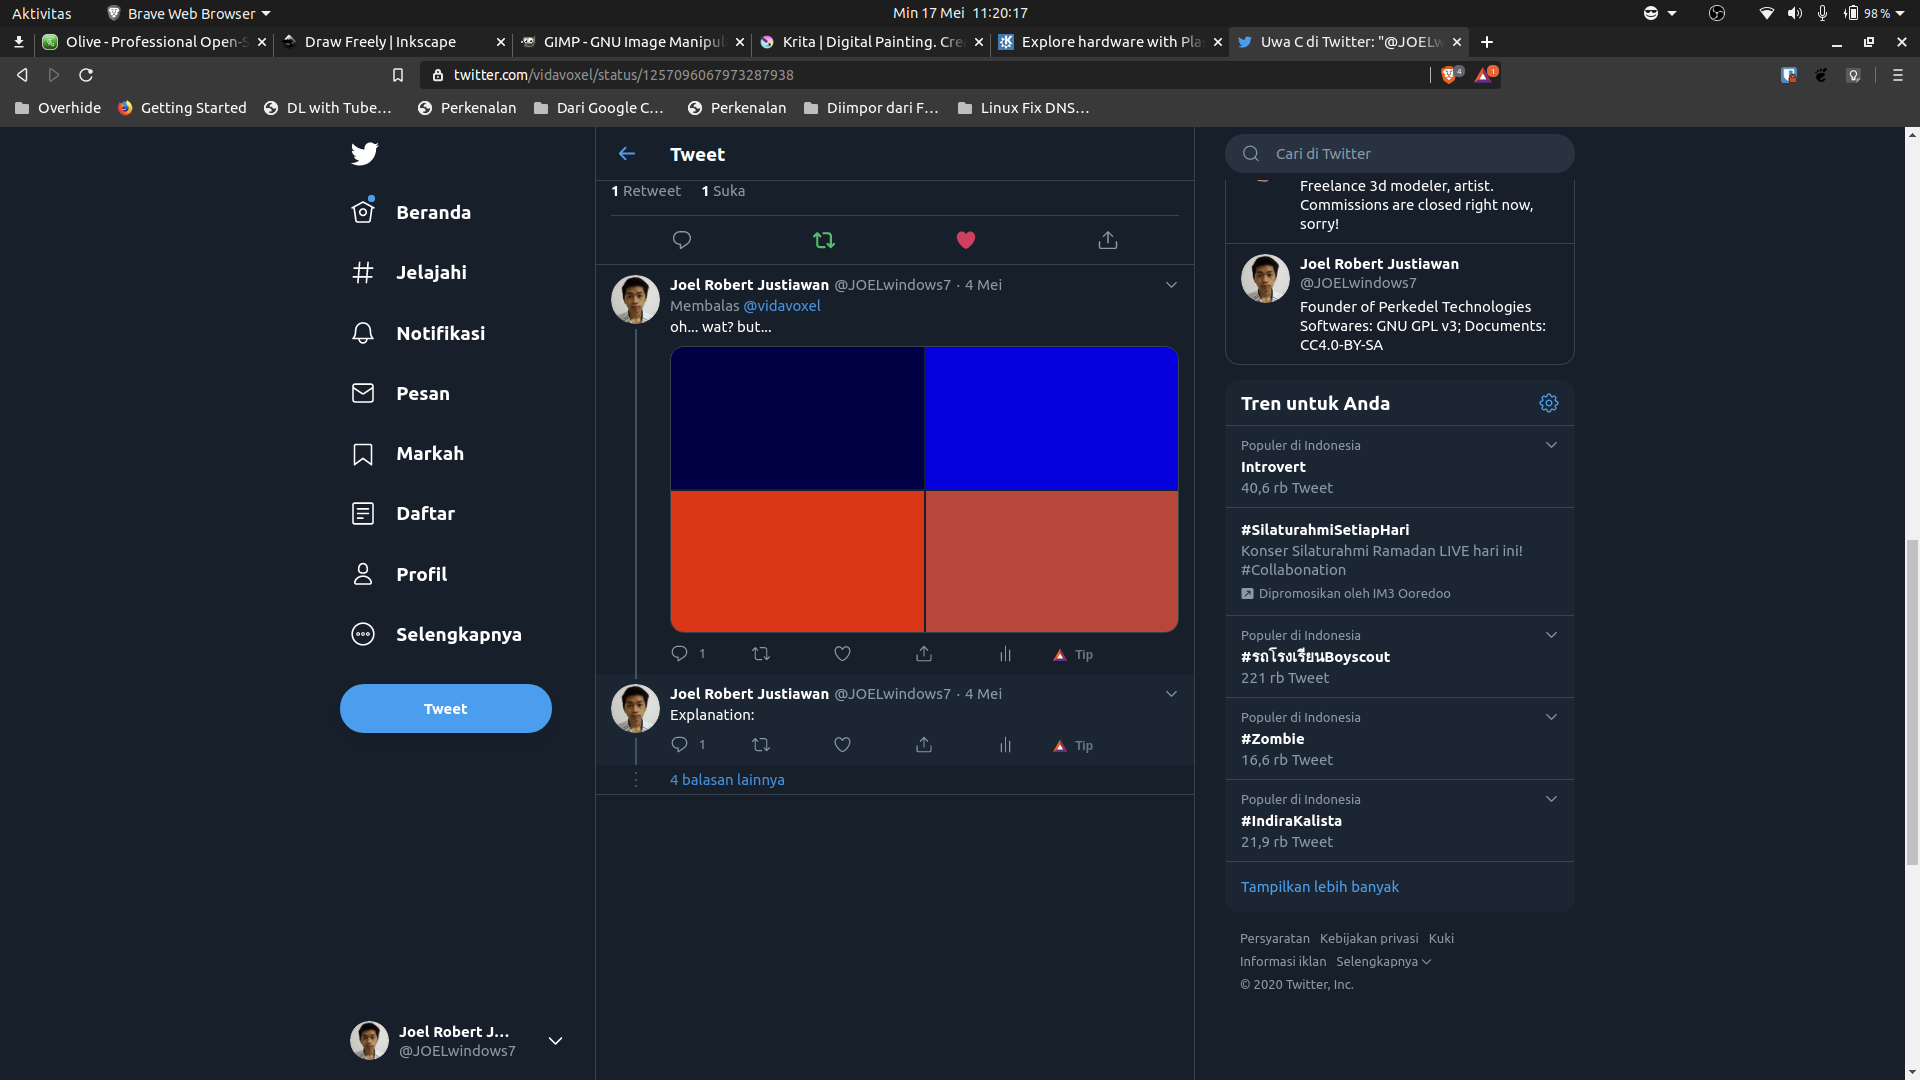 Aktivitas
Brave Web Browser
Min 17 Mei 11:20:17
98 %
Olive - Professional Open-S
Draw Freely | Inkscape
GIMP - GNU Image Manipul
Krita | Digital Painting. Cre
Explore hardware with Pla
Uwa C di Twitter: "@JOELw
twitter.com/vidavoxel/status/1257096067973287938
4
1
Overhide
Getting Started
DL with Tube…
Perkenalan
Dari Google C…
Perkenalan
Diimpor dari F…
Linux Fix DNS…
Beranda
Jelajahi
Notifikasi
Pesan
Markah
Daftar
Profil
Selengkapnya
Tweet
Joel Robert J…
@JOELwindows7
Tweet
1 Retweet 1 Suka
Joel Robert Justiawan @JOELwindows7 · 4 Mei
Membalas @vidavoxel
oh... wat? but...
1
Tip
Joel Robert Justiawan @JOELwindows7 · 4 Mei
Explanation:
1
Tip
4 balasan lainnya
Cari di Twitter
Freelance 3d modeler, artist.
Commissions are closed right now,
sorry!
Joel Robert Justiawan
@JOELwindows7
Founder of Perkedel Technologies
Softwares: GNU GPL v3; Documents:
CC4.0-BY-SA
Tren untuk Anda
Populer di Indonesia
Introvert
40,6 rb Tweet
#SilaturahmiSetiapHari
Konser Silaturahmi Ramadan LIVE hari ini!
#Collabonation
Dipromosikan oleh IM3 Ooredoo
Populer di Indonesia
#รถโรงเรียนBoyscout
221 rb Tweet
Populer di Indonesia
#Zombie
16,6 rb Tweet
Populer di Indonesia
#IndiraKalista
21,9 rb Tweet
Tampilkan lebih banyak
Persyaratan Kebijakan privasi Kuki
Informasi iklan Selengkapnya
© 2020 Twitter, Inc.